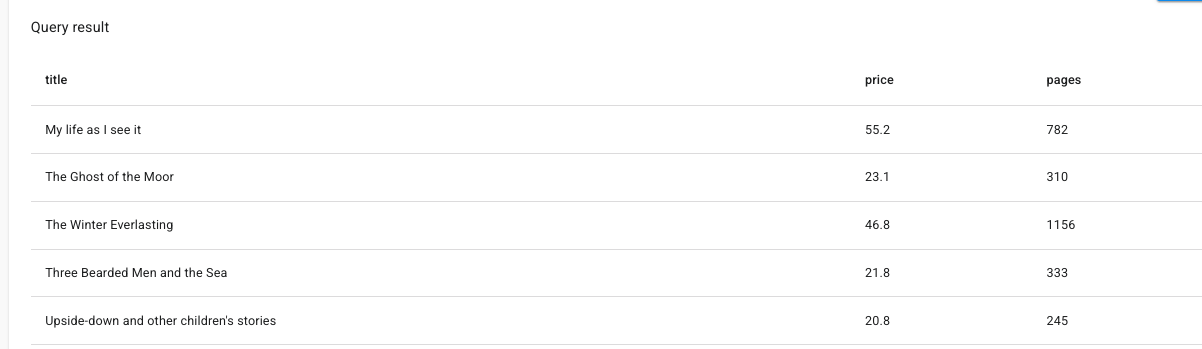 Query result
title price pages
My life as I see it 55.2 782
The Ghost of the Moor 23.1 310
The Winter Everlasting 46.8 1156
Three Bearded Men and the Sea 21.8 333
Upside-down and other children's stories 20.8 245